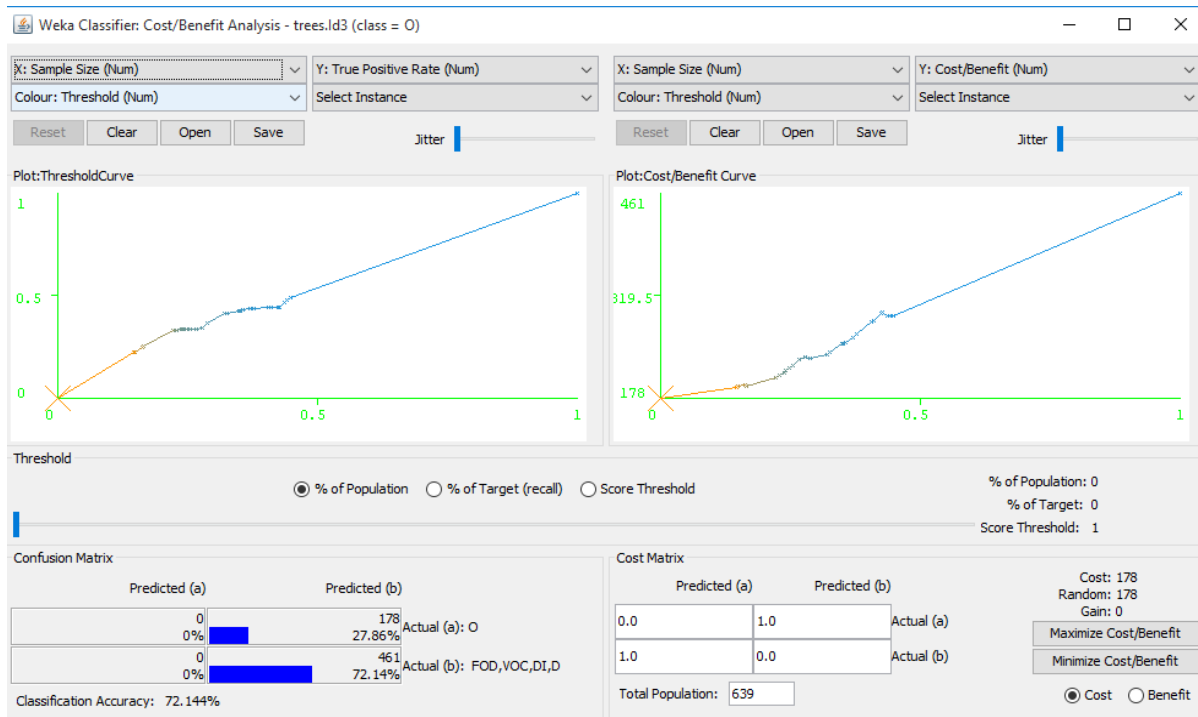 Weka Classifier: Cost/Benefit Analysis - trees.Id3 (class = O)
X: Sample Size (Num)
Y: True Positive Rate (Num)
X: Sample Size (Num)
Y: Cost/Benefit (Num)
Colour: Threshold (Num)
Select Instance
Colour: Threshold (Num)
Select Instance
Reset Clear Open Save Jitter
Reset Clear Open Save Jitter
Plot:ThresholdCurve
1
0.5
0
0 0.5 1
Plot:Cost/Benefit Curve
461
319.5
178
0 0.5 1
Threshold
% of Population % of Target (recall) Score Threshold
% of Population: 0
% of Target: 0
Score Threshold: 1
Confusion Matrix
Predicted (a) Predicted (b)
0 178
0% 27.86%
Actual (a): O
0 461
0% 72.14%
Actual (b): FOD,VOC,DI,D
Classification Accuracy: 72.144%
Cost Matrix
Predicted (a) Predicted (b)
0.0 1.0 Actual (a)
1.0 0.0 Actual (b)
Total Population: 639
Cost: 178
Random: 178
Gain: 0
Maximize Cost/Benefit
Minimize Cost/Benefit
Cost Benefit